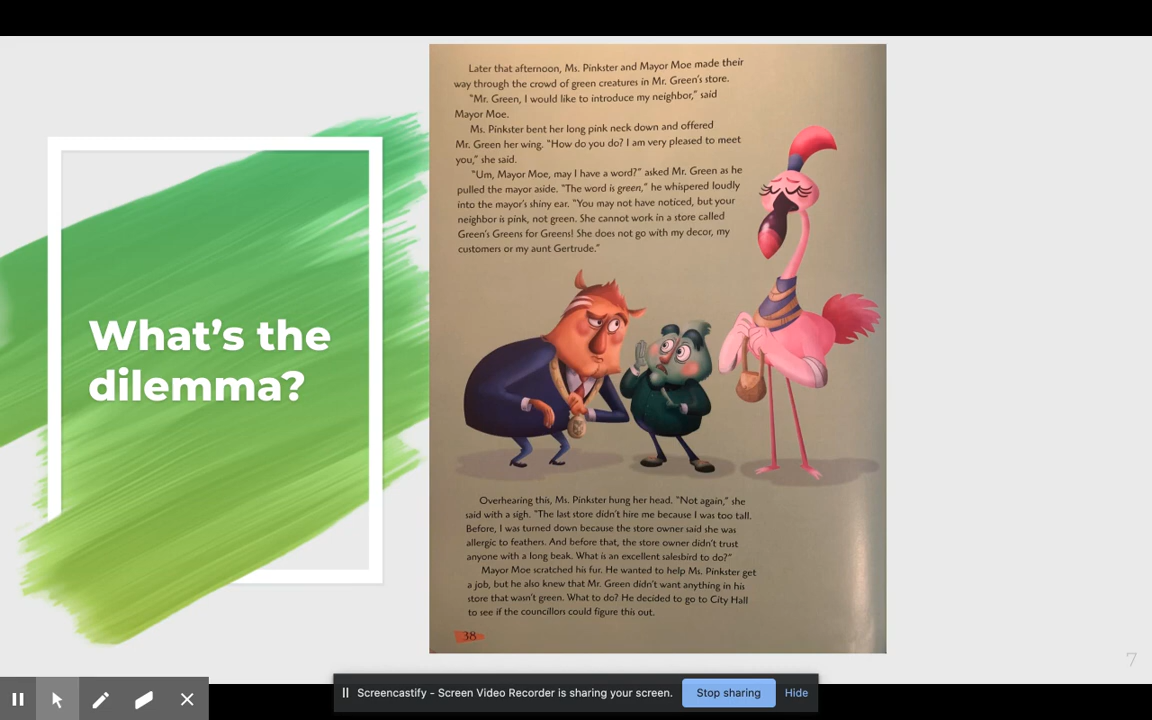 What's the
dilemma?
Later that afternoon, Ms. Pinkster and Mayor Moe made their
way through the crowd of green creatures in Mr. Green's store.
"Mr. Green, I would like to introduce my neighbor," said
Mayor Moe.
Ms. Pinkster bent her long pink neck down and offered
Mr. Green her wing. "How do you do? I am very pleased to meet
you," she said.
"Um, Mayor Moe, may I have a word?" asked Mr. Green as he
pulled the mayor aside. "The word is green," he whispered loudly
into the mayor's shiny ear. "You may not have noticed, but your
neighbor is pink, not green. She cannot work in a store called
Green's Greens for Greens! She does not go with my decor, my
customers or my aunt Gertrude."
Overhearing this, Ms. Pinkster hung her head. "Not again," she
said with a sigh. "The last store didn't hire me because I was too tall.
Before, I was turned down because the store owner said she was
allergic to feathers. And before that, the store owner didn't trust
anyone with a long beak. What is an excellent salesbird to do?"
Mayor Moe scratched his fur. He wanted to help Ms. Pinkster get
a job, but he also knew that Mr. Green didn't want anything in his
store that wasn't green. What to do? He decided to go to City Hall
to see if the councillors could figure this out.
38
7
Screencastify - Screen Video Recorder is sharing your screen.
Stop sharing
Hide